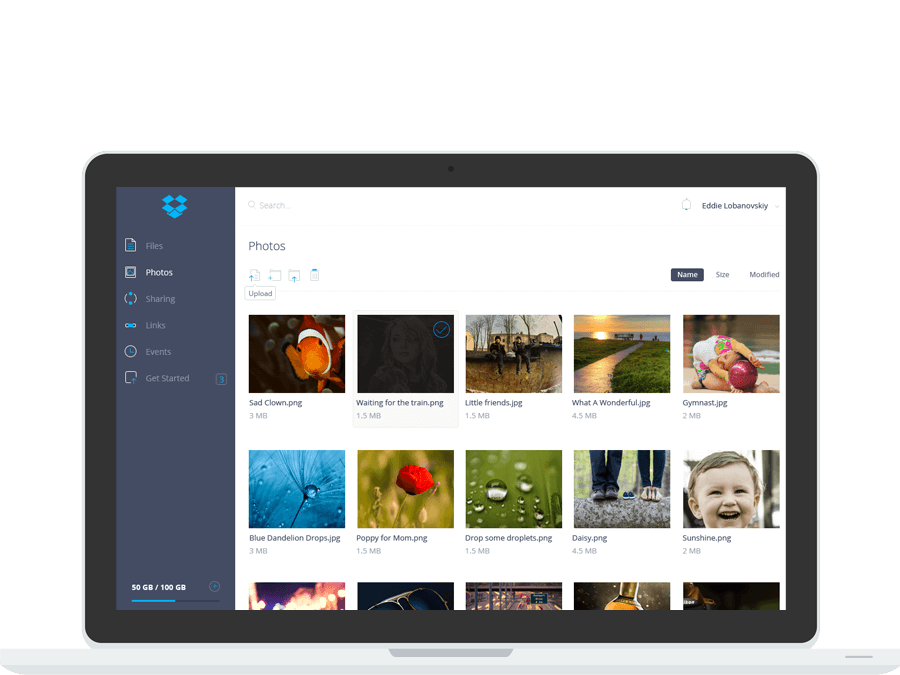 Search...
Eddie Lobanovskiy
Files
Photos
Sharing
Links
Events
Get Started
3
Photos
Upload
Name
Size
Modified
Sad Clown.png
Waiting for the train.png
Little friends.jpg
What A Wonderful.jpg
Gymnast.jpg
3 MB
1.5 MB
1.5 MB
4.5 MB
2 MB
Blue Dandelion Drops.jpg
Poppy for Mom.png
Drop some droplets.png
Daisy.png
Sunshine.png
3 MB
1.5 MB
1.5 MB
4.5 MB
2 MB
50 GB / 100 GB